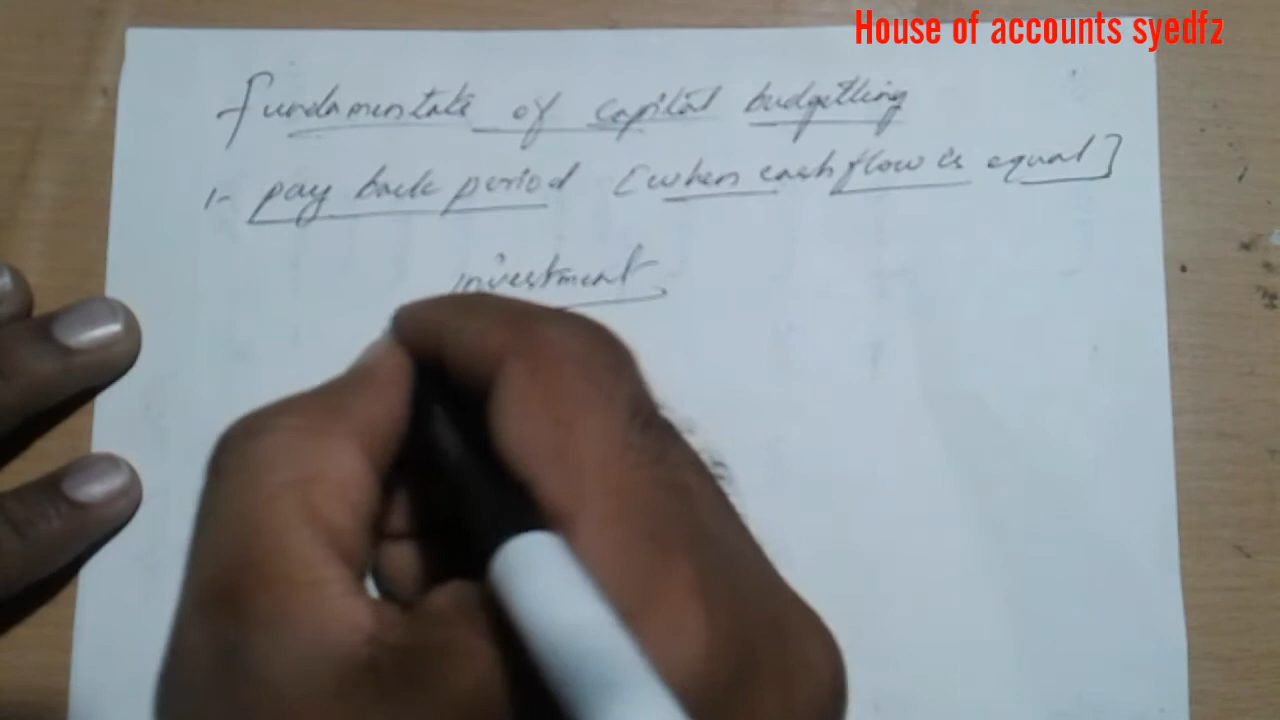 House of accounts syedfz
fundamentals of capital budgetting
1- pay back period [when cash flow is equal]
investment